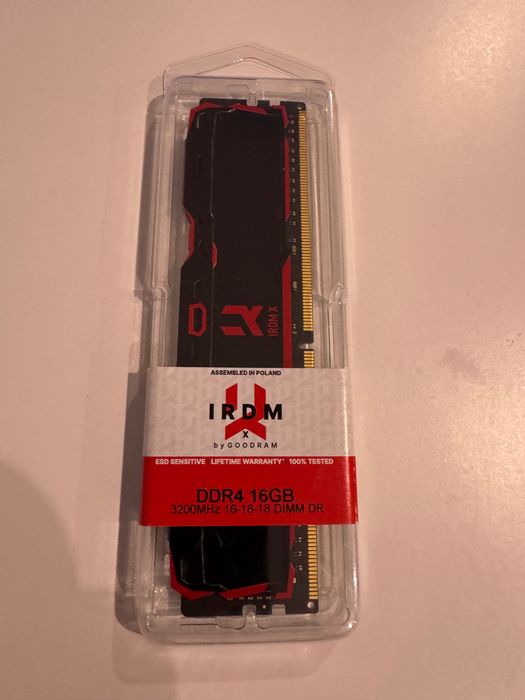 IRDM X
ASSEMBLED IN POLAND
IRDM
X
by GOODRAM
ESD SENSITIVE LIFETIME WARRANTY* 100% TESTED
DDR4 16GB
3200MHz 16-18-18 DIMM DR